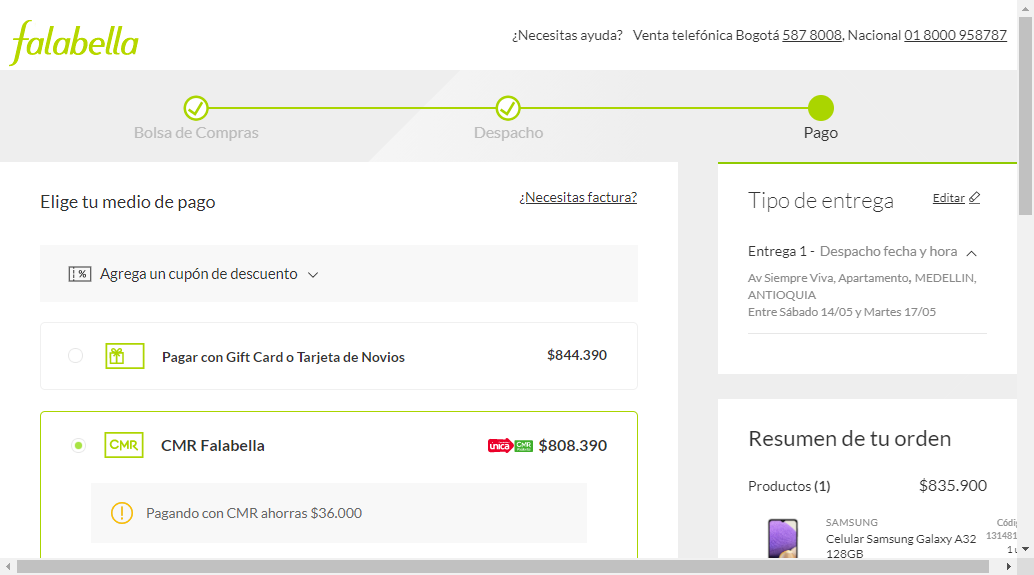 falabella
¿Necesitas ayuda? Venta telefónica Bogotá 587 8008, Nacional 01 8000 958787
Bolsa de Compras
Despacho
Pago
Elige tu medio de pago
¿Necesitas factura?
% Agrega un cupón de descuento
Pagar con Gift Card o Tarjeta de Novios
$844.390
CMR
CMR Falabella
unica CMR $808.390
Pagando con CMR ahorras $36.000
Tipo de entrega
Editar
Entrega 1 - Despacho fecha y hora
Av Siempre Viva, Apartamento, MEDELLIN,
ANTIOQUIA
Entre Sábado 14/05 y Martes 17/05
Resumen de tu orden
Productos (1)
$835.900
SAMSUNG
Celular Samsung Galaxy A32
128GB
Códi
131481
1 u